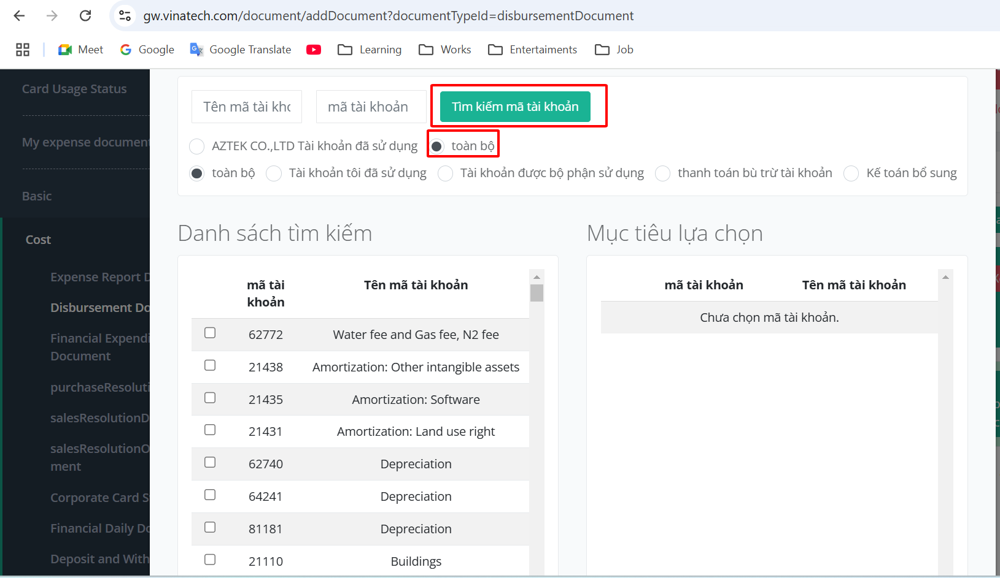 gw.vinatech.com/document/addDocument?documentTypeId=disbursementDocument
Meet Google Google Translate Learning Works Entertaiments Job
Card Usage Status
My expense document
Basic
Cost
Expense Report D
Disbursement Do
Financial Expendi
Document
purchaseResoluti
salesResolutionD
salesResolutionO
ment
Corporate Card S
Financial Daily Do
Deposit and With
Tên mã tài kho mã tài khoản Tìm kiếm mã tài khoản
AZTEK CO.,LTD Tài khoản đã sử dụng toàn bộ
toàn bộ Tài khoản tôi đã sử dụng Tài khoản được bộ phận sử dụng thanh toán bù trừ tài khoản Kế toán bổ sung
Danh sách tìm kiếm
mã tài
khoản
Tên mã tài khoản
62772 Water fee and Gas fee, N2 fee
21438 Amortization: Other intangible assets
21435 Amortization: Software
21431 Amortization: Land use right
62740 Depreciation
64241 Depreciation
81181 Depreciation
21110 Buildings
Mục tiêu lựa chọn
mã tài khoản Tên mã tài khoản
Chưa chọn mã tài khoản.